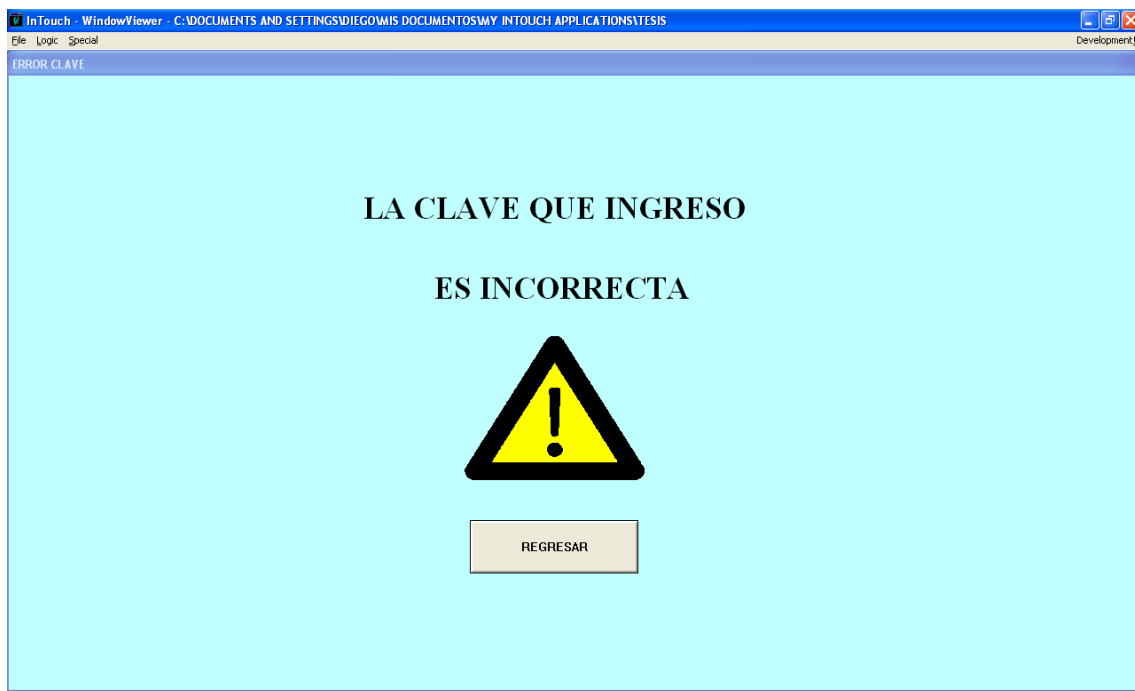 InTouch - WindowViewer - C:\DOCUMENTS AND SETTINGS\DIEGO\MIS DOCUMENTOS\MY INTOUCH APPLICATIONS\TESIS
File Logic Special Development!
ERROR CLAVE
LA CLAVE QUE INGRESO
ES INCORRECTA
!
REGRESAR